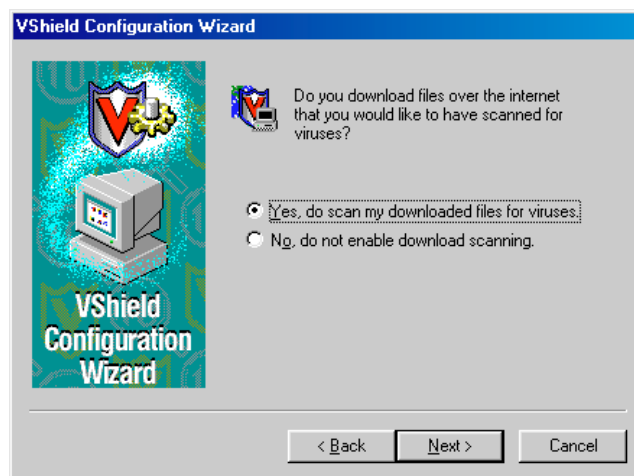 VShield Configuration Wizard
Do you download files over the internet
that you would like to have scanned for
viruses?
Yes, do scan my downloaded files for viruses.
No, do not enable download scanning.
VShield
Configuration
Wizard
< Back
Next >
Cancel